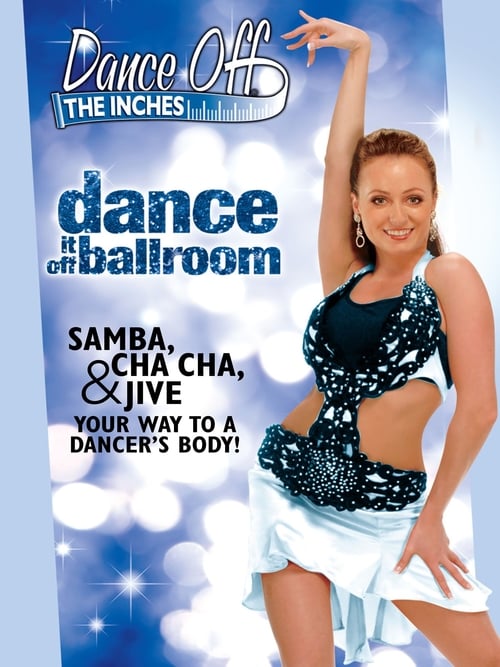 Dance Off
THE INCHES
dance
it off ballroom
SAMBA,
CHA CHA,
& JIVE
YOUR WAY TO A
DANCER'S BODY!